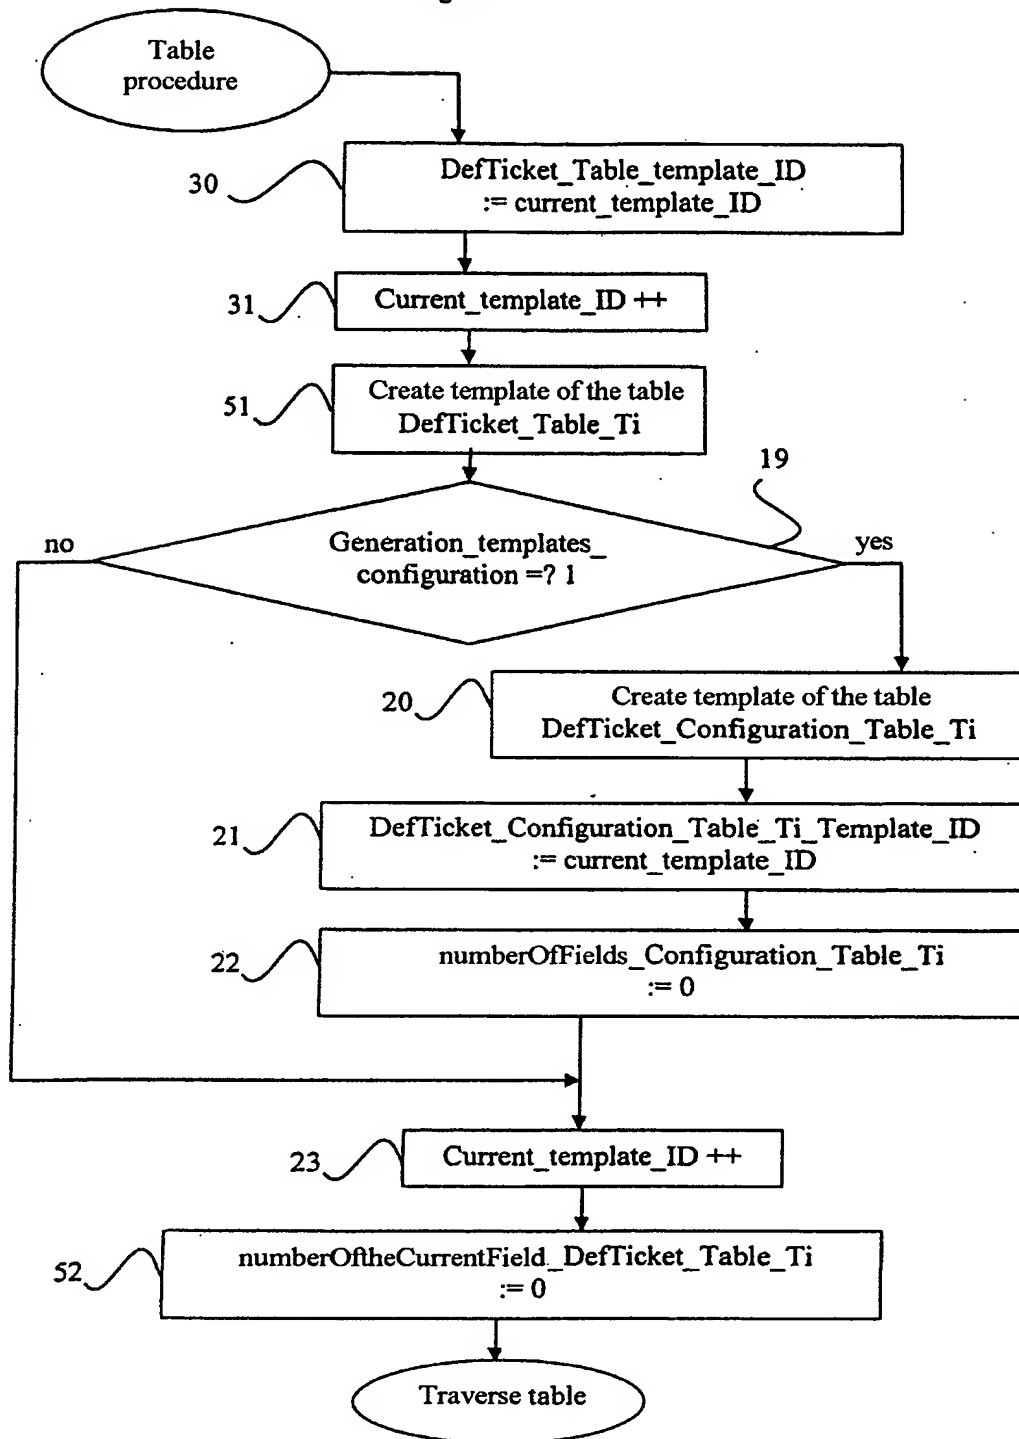 Table
procedure
30
DefTicket_Table_template_ID
:= current_template_ID
31
Current_template_ID ++
51
Create template of the table
DefTicket_Table_Ti
19
no
Generation_templates_
configuration =? 1
yes
20
Create template of the table
DefTicket_Configuration_Table_Ti
21
DefTicket_Configuration_Table_Ti_Template_ID
:= current_template_ID
22
numberOfFields_Configuration_Table_Ti
:= 0
23
Current_template_ID ++
52
numberOftheCurrentField_DefTicket_Table_Ti
:= 0
Traverse table